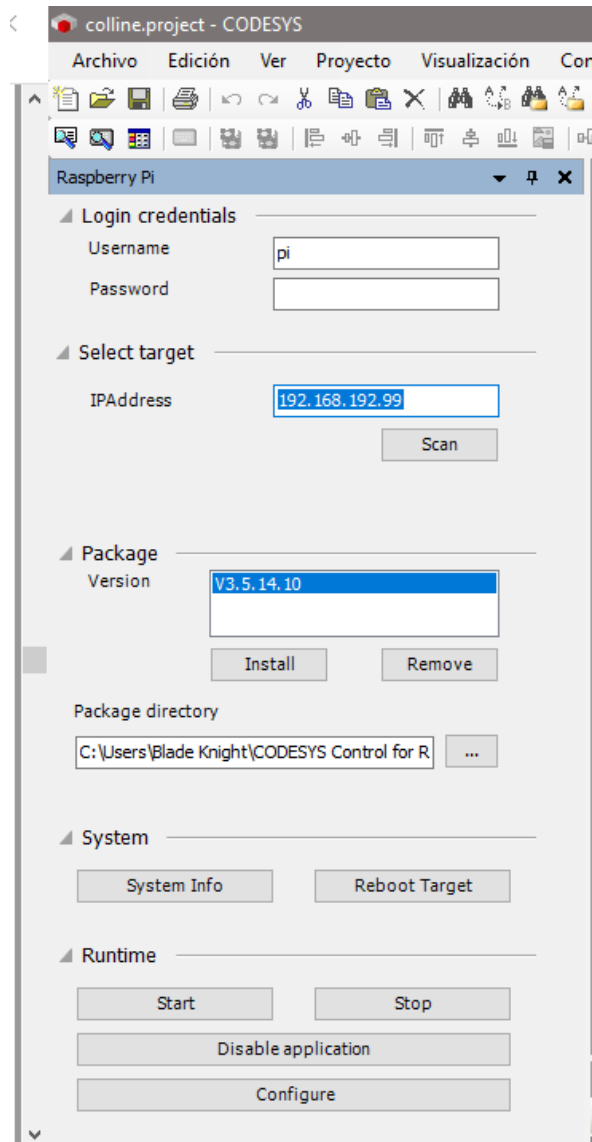 colline.project - CODESYS
Archivo Edición Ver Proyecto Visualización
Raspberry Pi
Login credentials
Username pi
Password
Select target
IPAddress 192.168.192.99
Scan
Package
Version V3.5.14.10
Install Remove
Package directory
C:\Users\Blade Knight\CODESYS Control for R ...
System
System Info Reboot Target
Runtime
Start Stop
Disable application
Configure